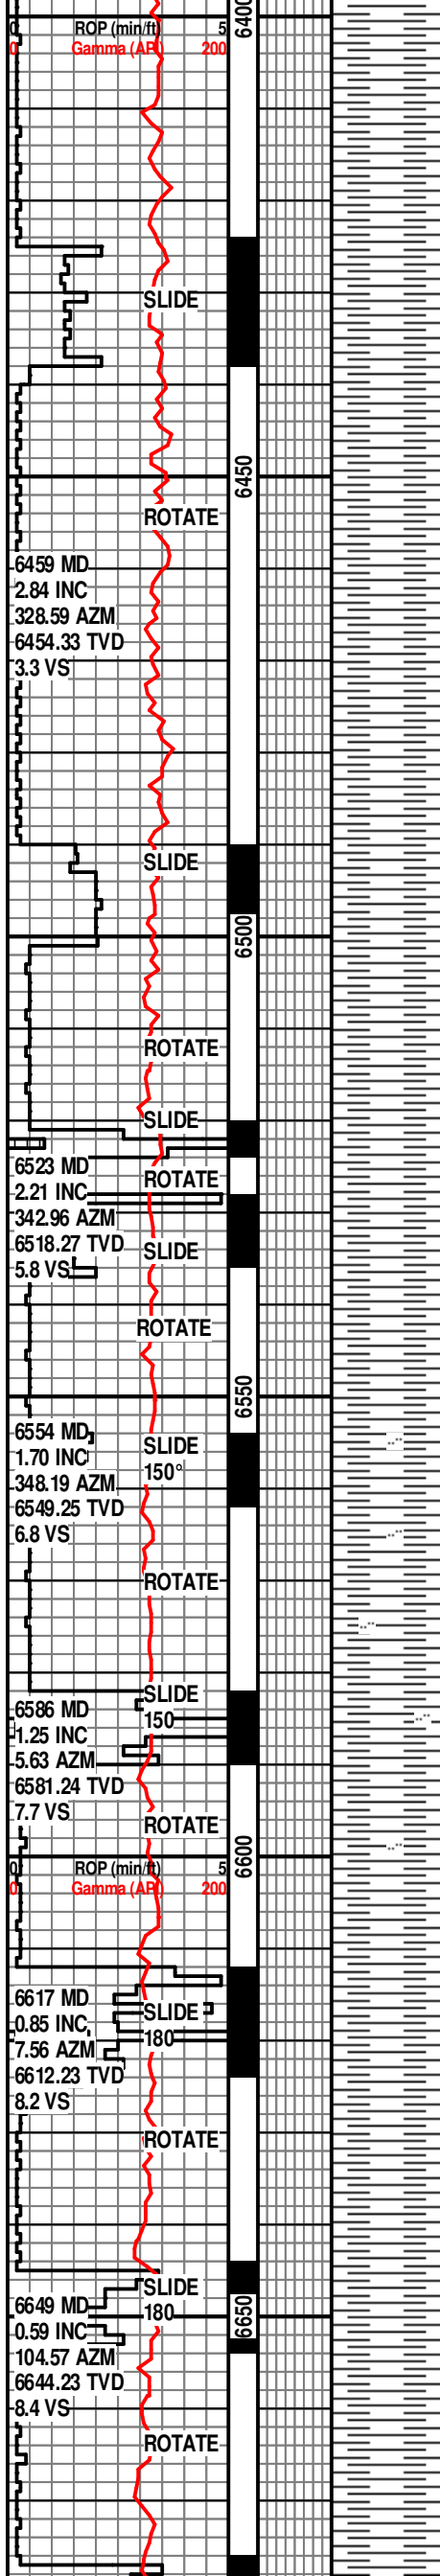 6400
0 ROP (min/ft) 5
0 Gamma (API) 200
SLIDE
6450
ROTATE
6459 MD
2.84 INC
328.59 AZM
6454.33 TVD
3.3 VS
SLIDE
6500
ROTATE
SLIDE
6523 MD
ROTATE
2.21 INC
342.96 AZM
6518.27 TVD
SLIDE
5.8 VS
ROTATE
6550
6554 MD
SLIDE
1.70 INC
150°
348.19 AZM
6549.25 TVD
6.8 VS
ROTATE
SLIDE
6586 MD
150
1.25 INC
5.63 AZM
6581.24 TVD
7.7 VS
ROTATE
6600
0 ROP (min/ft) 5
0 Gamma (API) 200
6617 MD
SLIDE
0.85 INC
180
7.56 AZM
6612.23 TVD
8.2 VS
ROTATE
SLIDE
6649 MD
180
6650
0.59 INC
104.57 AZM
6644.23 TVD
8.4 VS
ROTATE